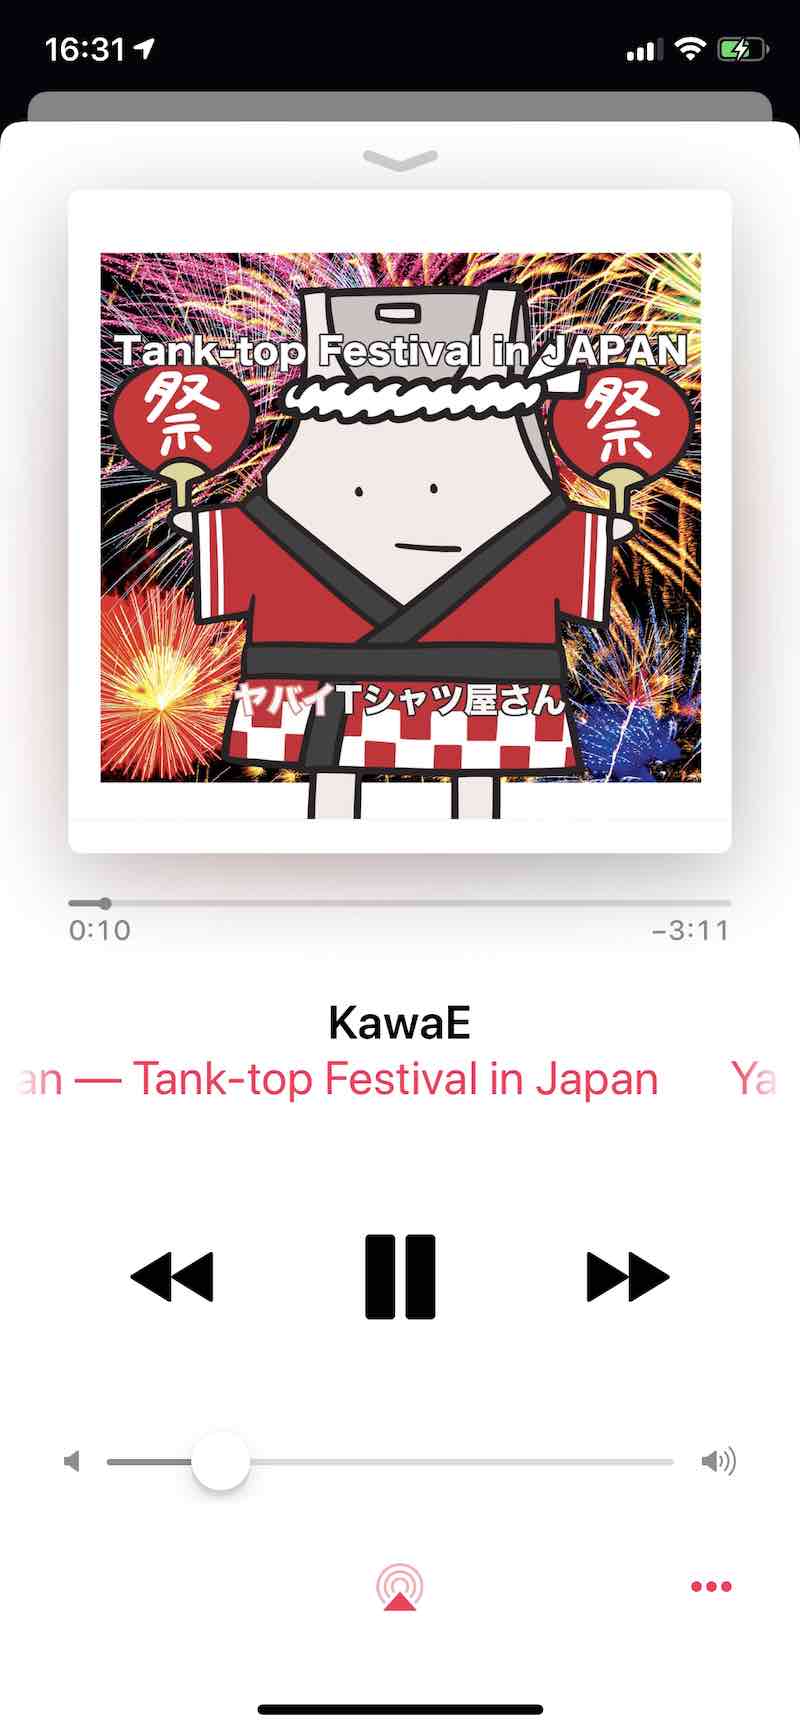 16:31
Tank-top Festival in JAPAN
祭 祭
ヤバイTシャツ屋さん
0:10 -3:11
KawaE
an — Tank-top Festival in Japan Ya